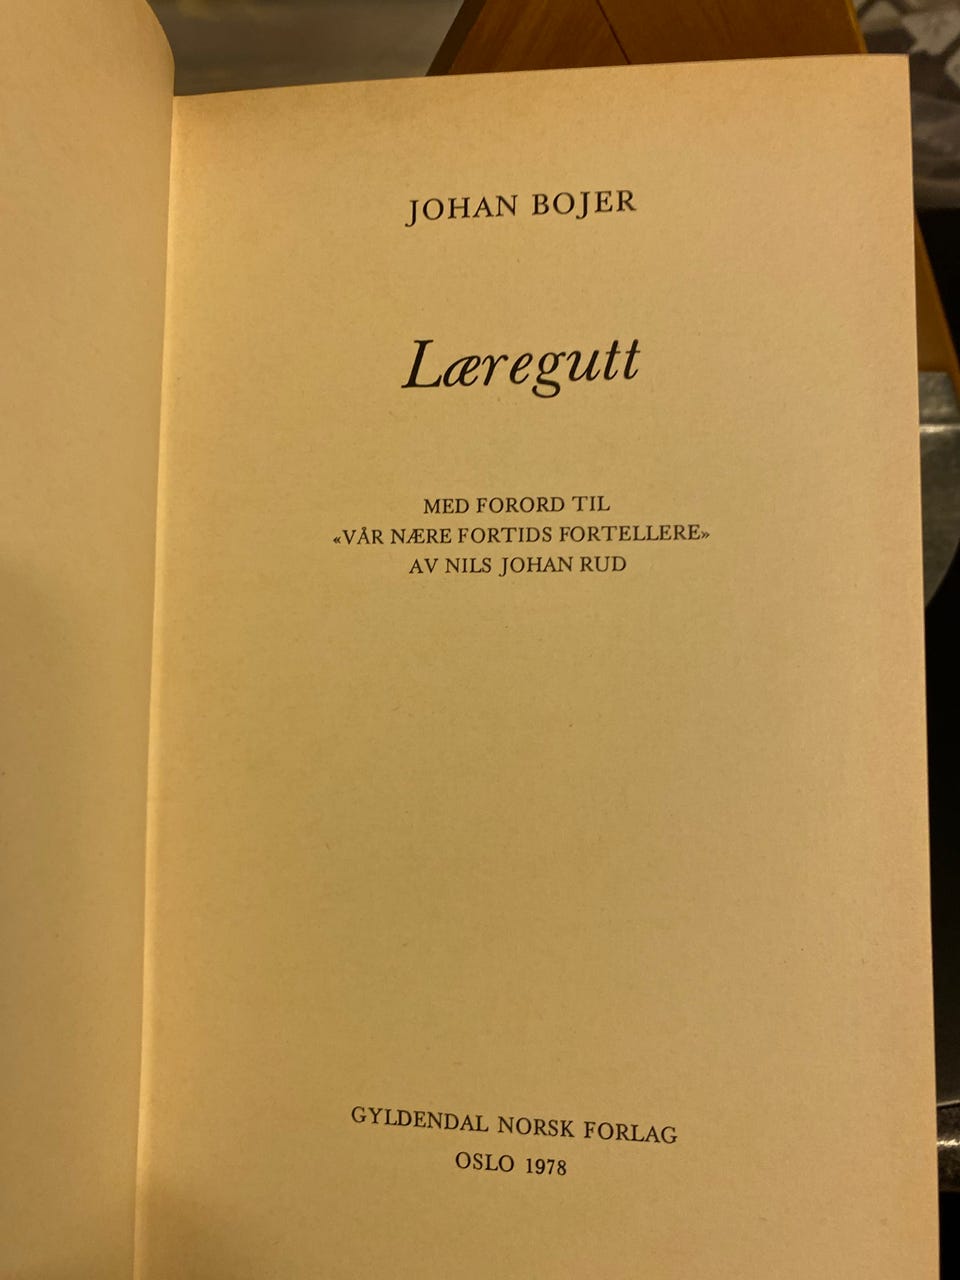 JOHAN BOJER
Læregutt
MED FORORD TIL
«VÅR NÆRE FORTIDS FORTELLERE»
AV NILS JOHAN RUD
GYLDENDAL NORSK FORLAG
OSLO 1978